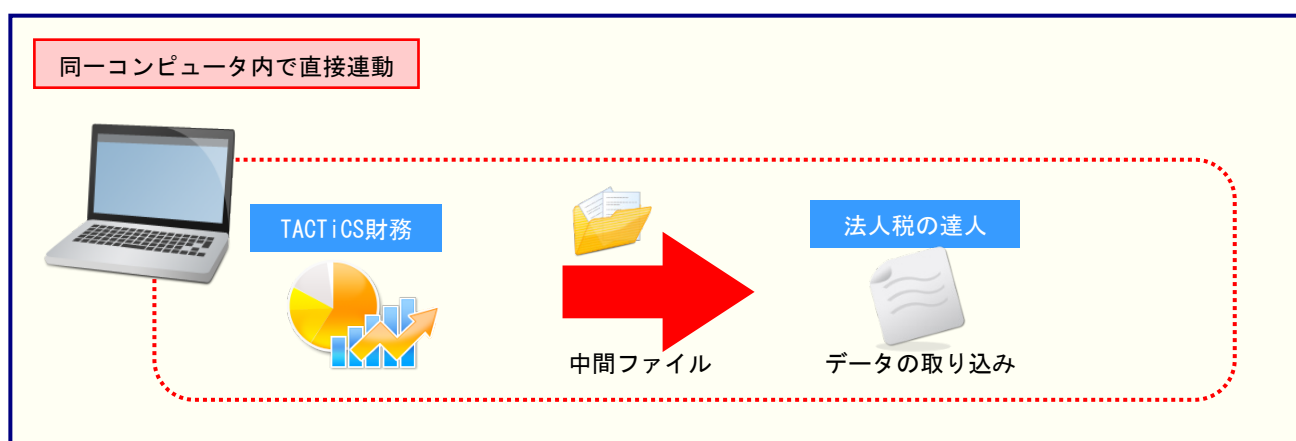 同一コンピュータ内で直接連動
TACTiCS財務
法人税の達人
中間ファイル
データの取り込み